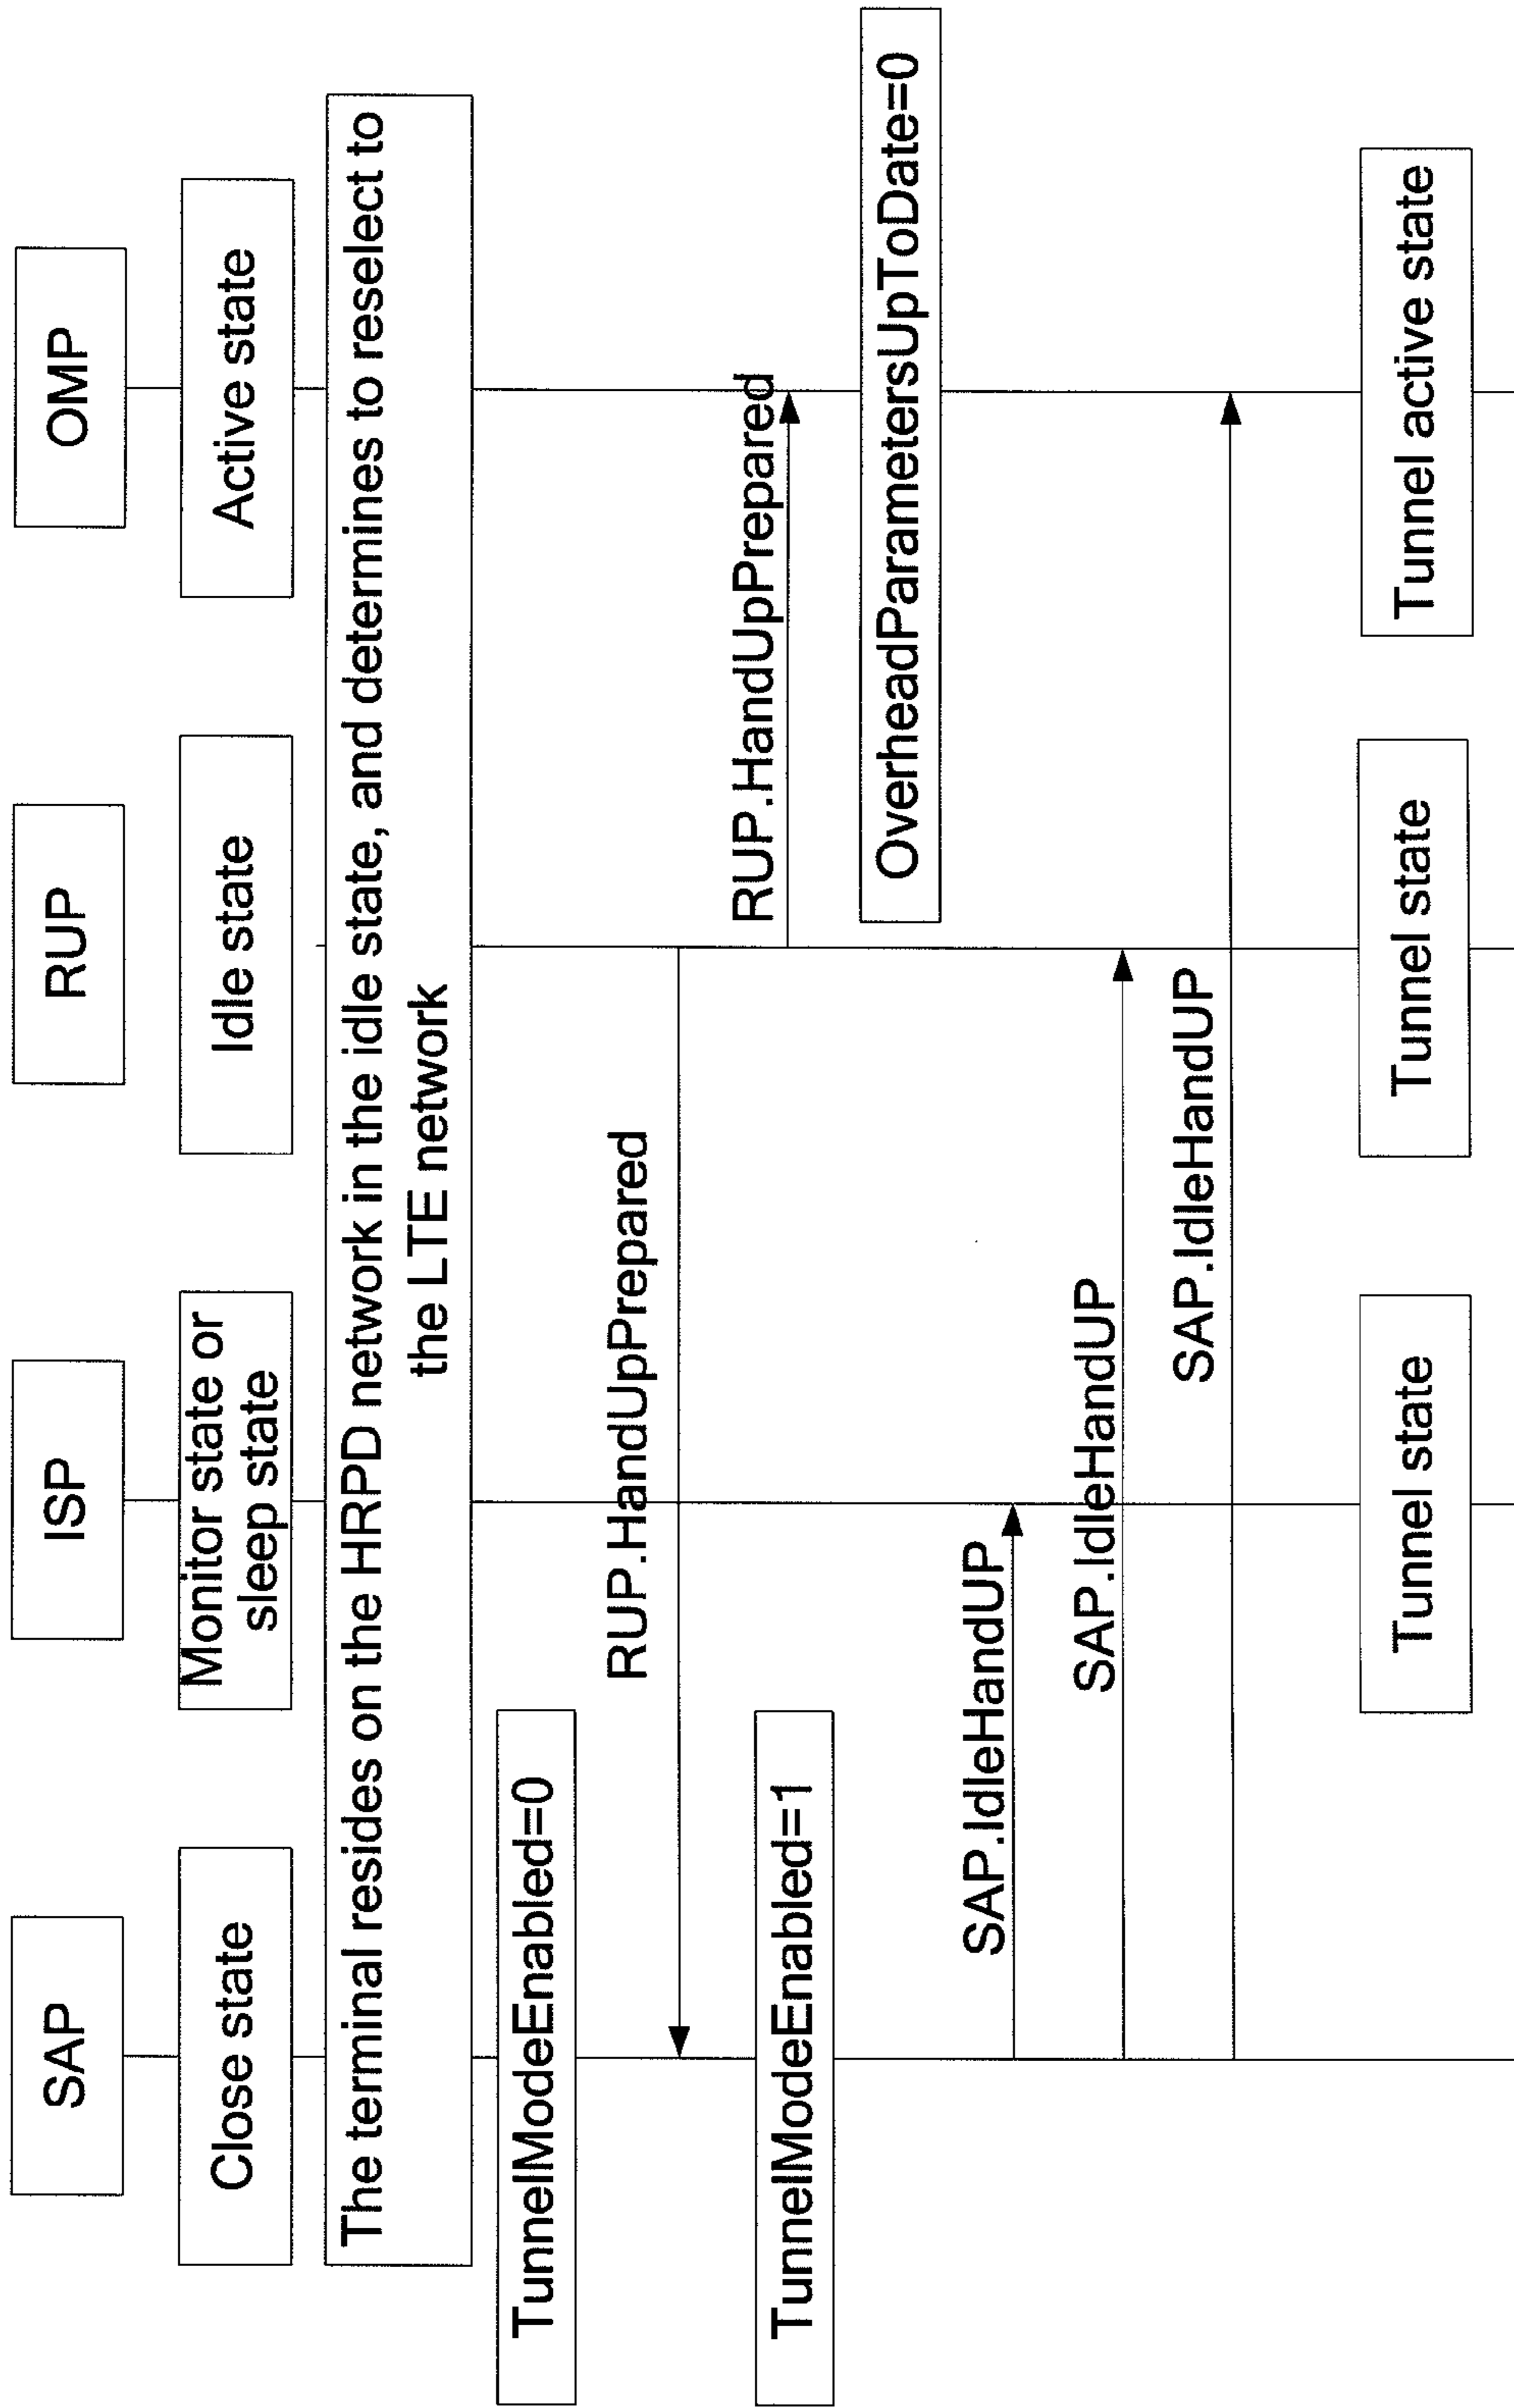 SAP
ISP
RUP
OMP
Close state
Monitor state or
sleep state
Idle state
Active state
The terminal resides on the HRPD network in the idle state, and determines to reselect to
the LTE network
TunnelModeEnabled=0
RUP.HandUpPrepared
RUP.HandUpPrepared
TunnelModeEnabled=1
OverheadParametersUpToDate=0
SAP.IdleHandUP
SAP.IdleHandUP
SAP.IdleHandUP
Tunnel state
Tunnel state
Tunnel active state